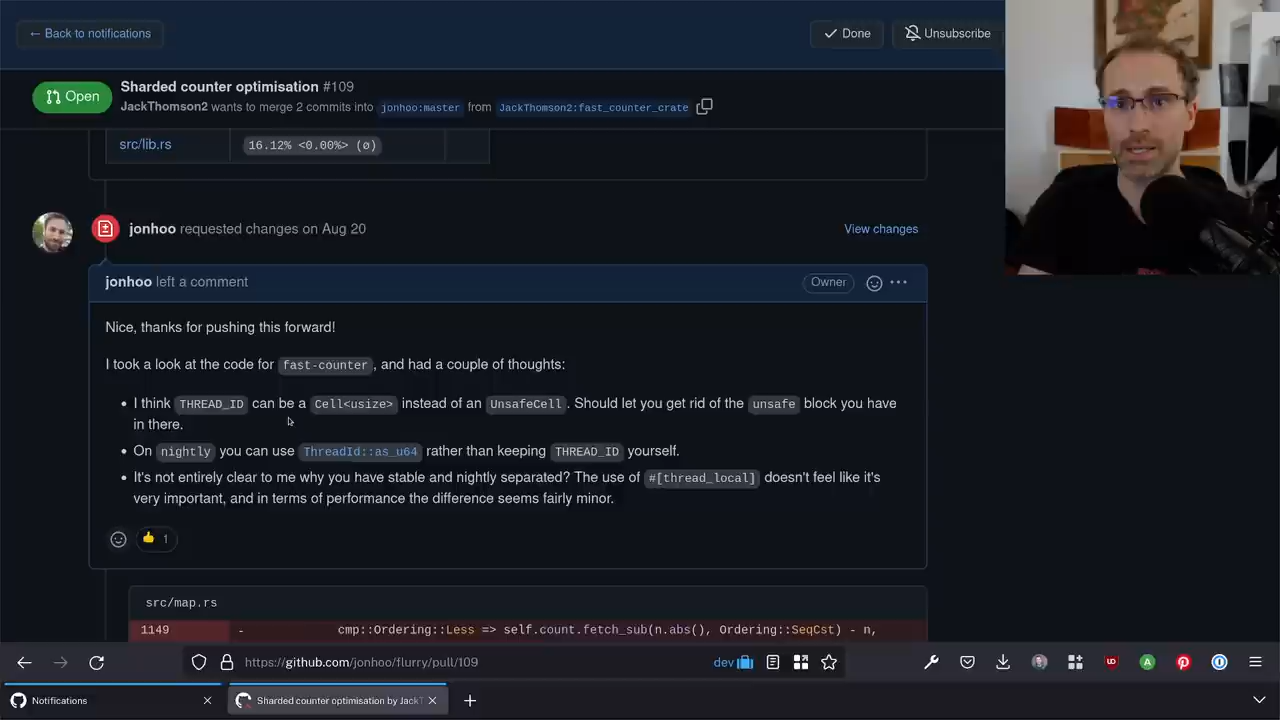 ← Back to notifications
Done
Unsubscribe
Open
Sharded counter optimisation #109
JackThomson2 wants to merge 2 commits into jonhoo:master from JackThomson2:fast_counter_crate
src/lib.rs
16.12% <0.00%> (ø)
jonhoo requested changes on Aug 20
View changes
jonhoo left a comment
Owner
Nice, thanks for pushing this forward!
I took a look at the code for fast-counter, and had a couple of thoughts:
• I think THREAD_ID can be a Cell<usize> instead of an UnsafeCell. Should let you get rid of the unsafe block you have
in there.
• On nightly you can use ThreadId::as_u64 rather than keeping THREAD_ID yourself.
• It's not entirely clear to me why you have stable and nightly separated? The use of #[thread_local] doesn't feel like it's
very important, and in terms of performance the difference seems fairly minor.
1
src/map.rs
1149 - cmp::Ordering::Less => self.count.fetch_sub(n.abs(), Ordering::SeqCst) - n,
https://github.com/jonhoo/flurry/pull/109
dev
Notifications
Sharded counter optimisation by JackT